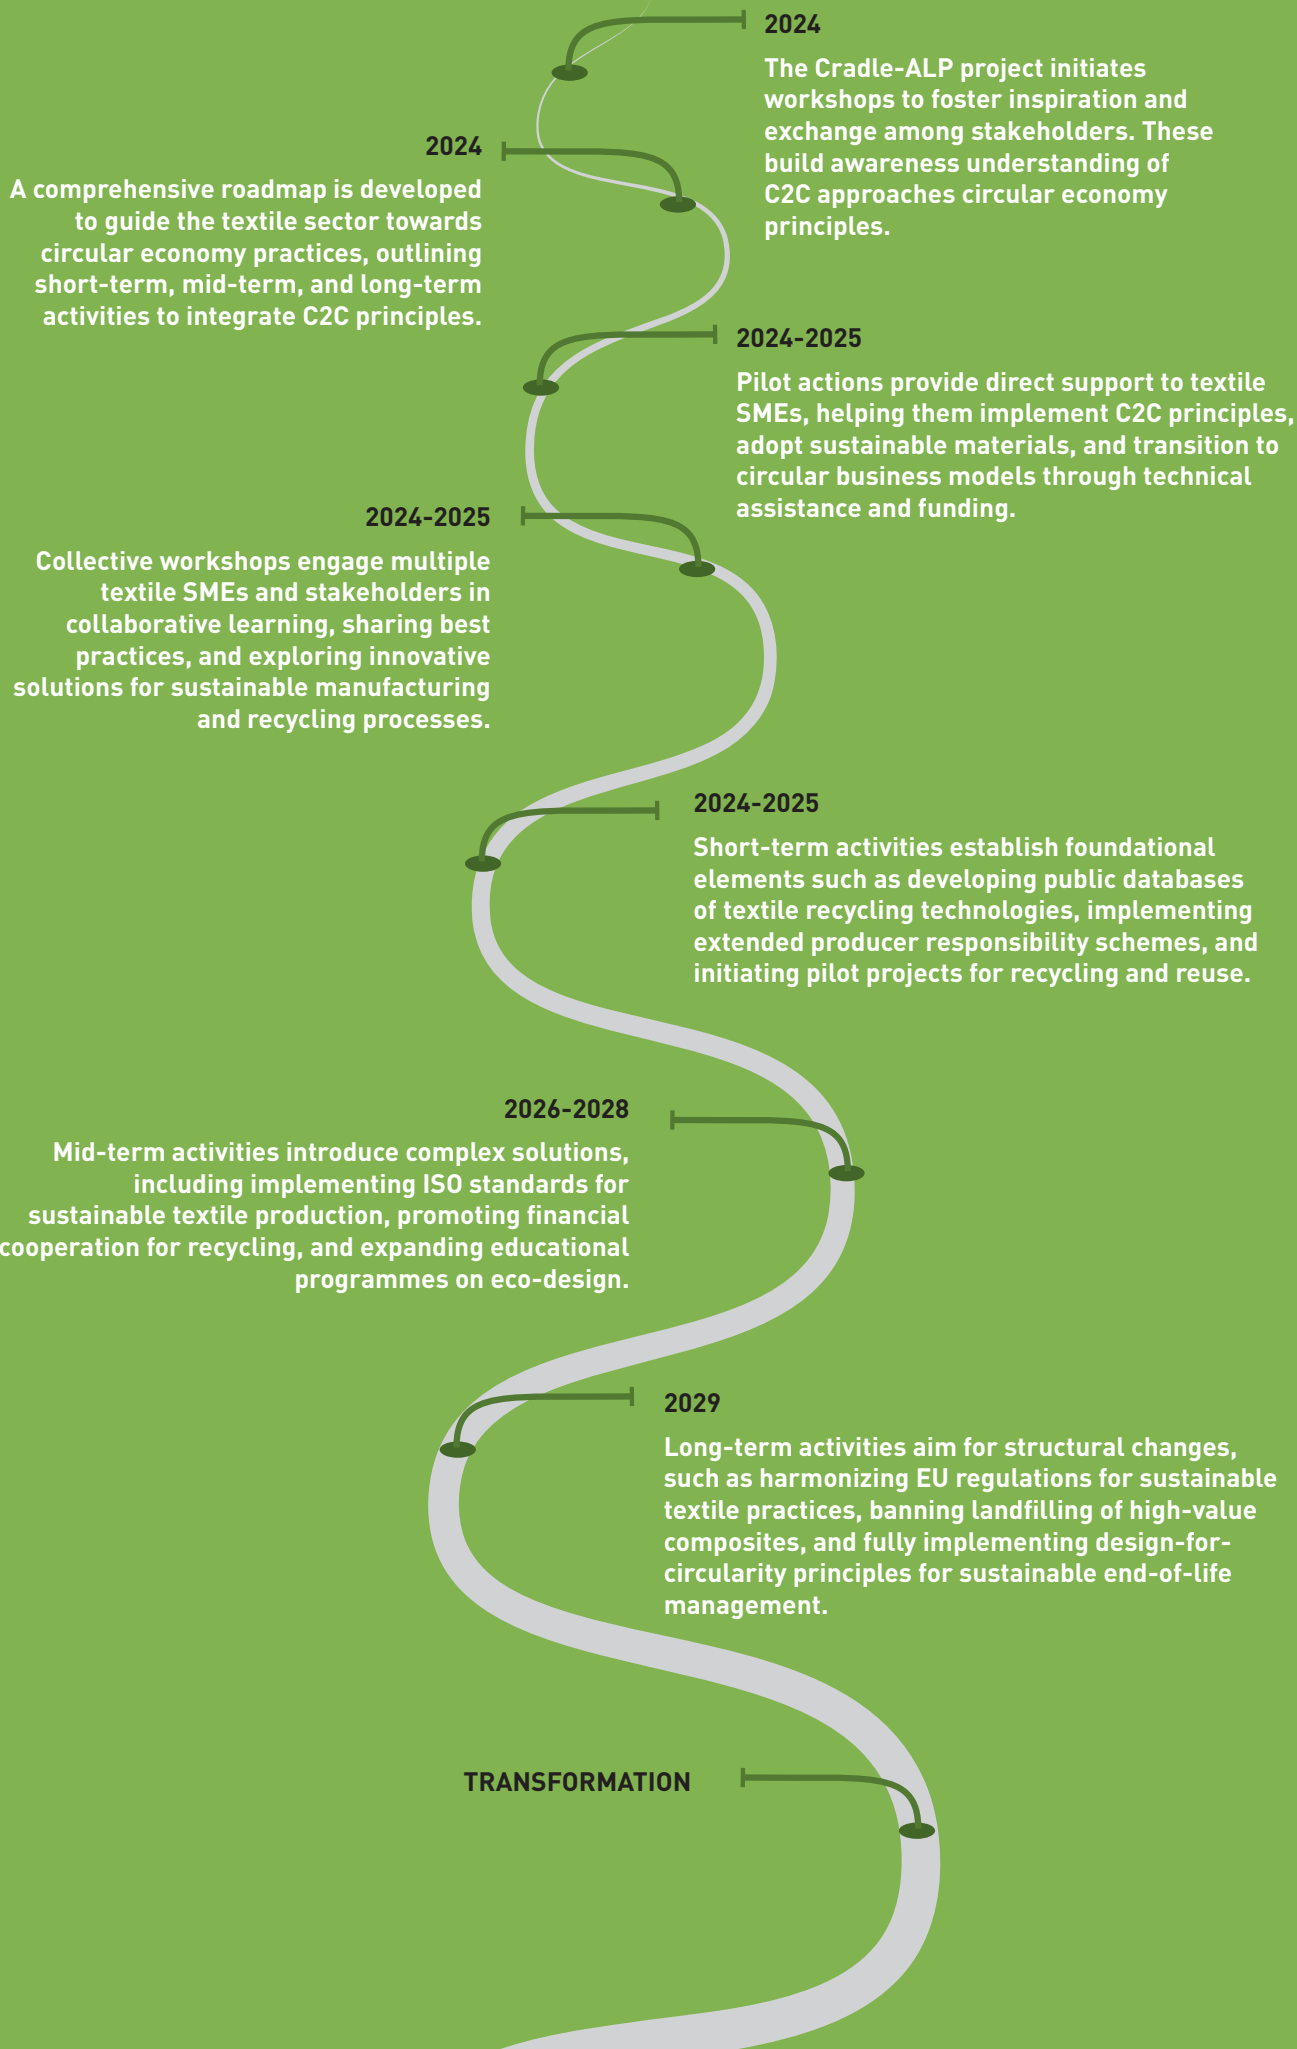 2024
The Cradle-ALP project initiates
workshops to foster inspiration and
exchange among stakeholders. These
build awareness understanding of
C2C approaches circular economy
principles.
2024
A comprehensive roadmap is developed
to guide the textile sector towards
circular economy practices, outlining
short-term, mid-term, and long-term
activities to integrate C2C principles.
2024-2025
Pilot actions provide direct support to textile
SMEs, helping them implement C2C principles,
adopt sustainable materials, and transition to
circular business models through technical
assistance and funding.
2024-2025
Collective workshops engage multiple
textile SMEs and stakeholders in
collaborative learning, sharing best
practices, and exploring innovative
solutions for sustainable manufacturing
and recycling processes.
2024-2025
Short-term activities establish foundational
elements such as developing public databases
of textile recycling technologies, implementing
extended producer responsibility schemes, and
initiating pilot projects for recycling and reuse.
2026-2028
Mid-term activities introduce complex solutions,
including implementing ISO standards for
sustainable textile production, promoting financial
cooperation for recycling, and expanding educational
programmes on eco-design.
2029
Long-term activities aim for structural changes,
such as harmonizing EU regulations for sustainable
textile practices, banning landfilling of high-value
composites, and fully implementing design-for-
circularity principles for sustainable end-of-life
management.
TRANSFORMATION